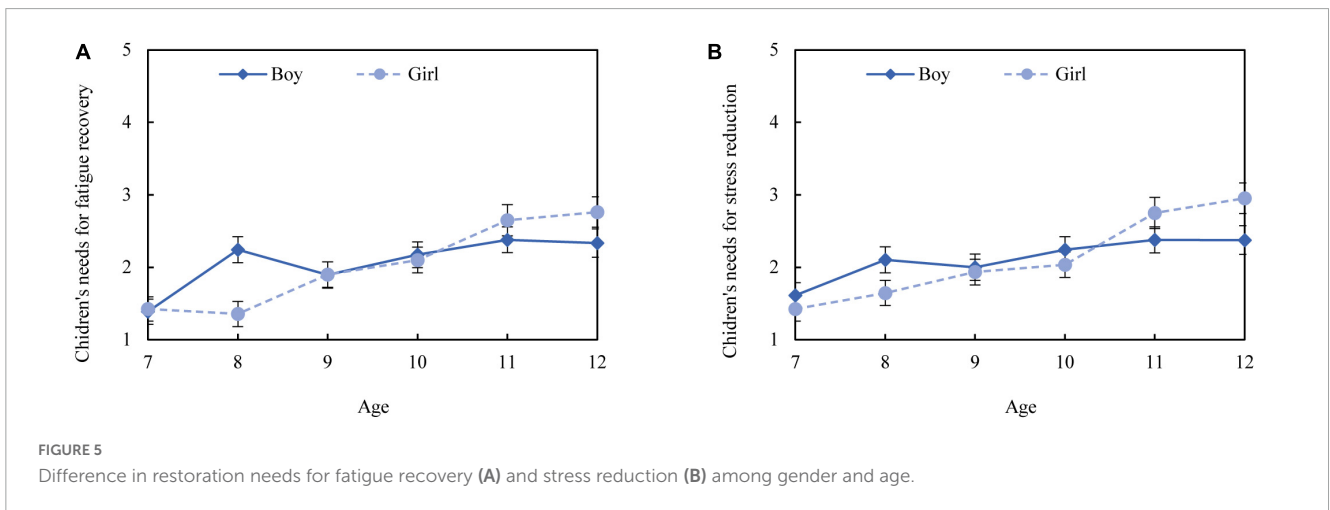 A
Boy
Girl
5
4
3
2
1
Chidren's needs for fatigue recovery
7 8 9 10 11 12
Age
B
Boy
Girl
5
4
3
2
1
Chidren's needs for stress reduction
7 8 9 10 11 12
Age
FIGURE 5
Difference in restoration needs for fatigue recovery (A) and stress reduction (B) among gender and age.